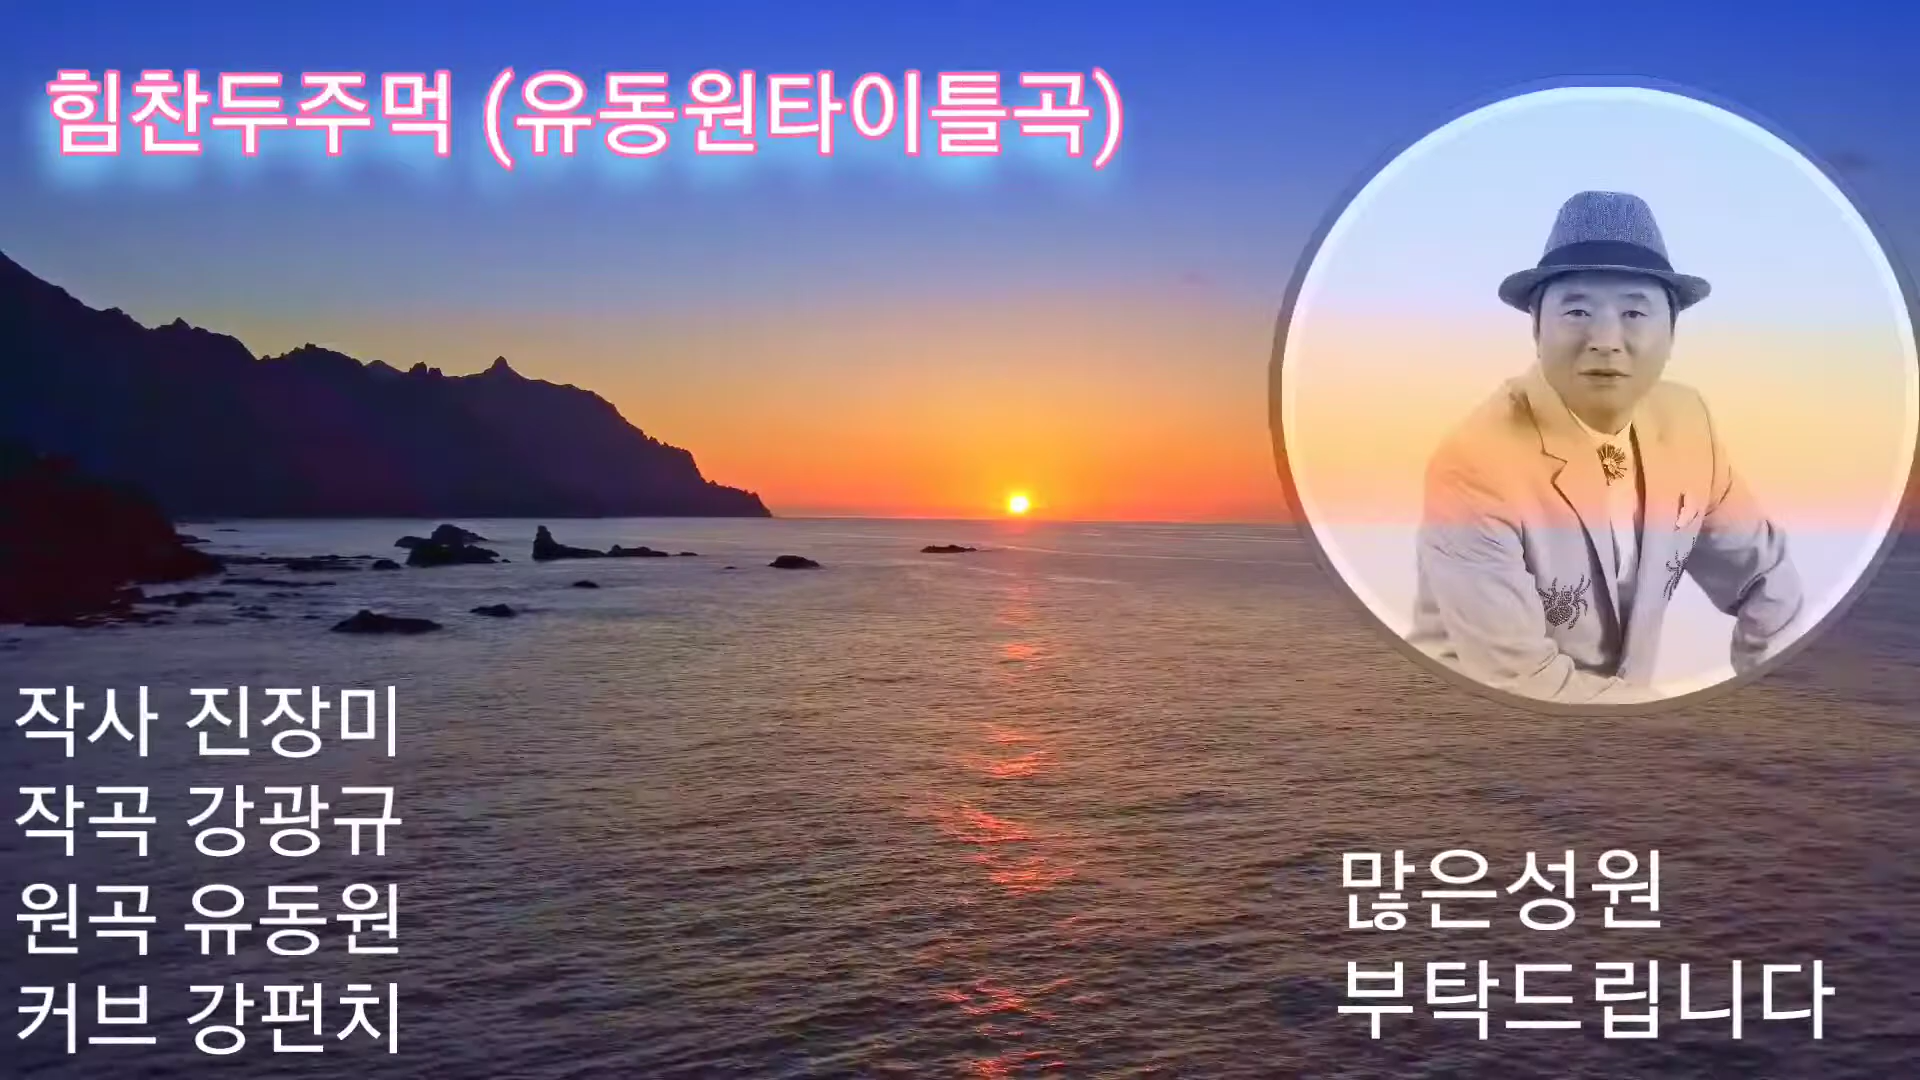 힘찬두주먹 (유동원타이틀곡)
작사 진장미
작곡 강광규
원곡 유동원
커브 강펀치
많은성원
부탁드립니다